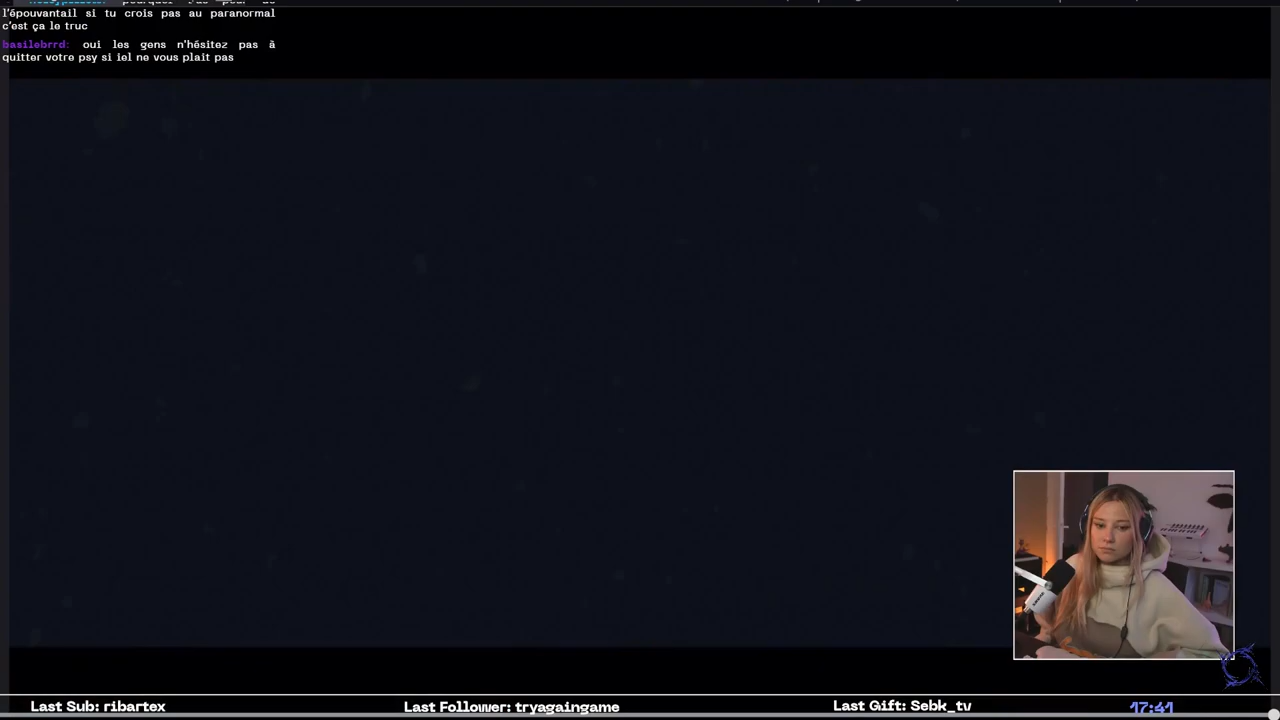 l'épouvantail si tu crois pas au paranormal
c'est ça le truc
basilebrrd: oui les gens n'hésitez pas à
quitter votre psy si iel ne vous plait pas
Last Sub: ribartex
Last Follower: tryagaingame
Last Gift: Sebk_tv
17:41